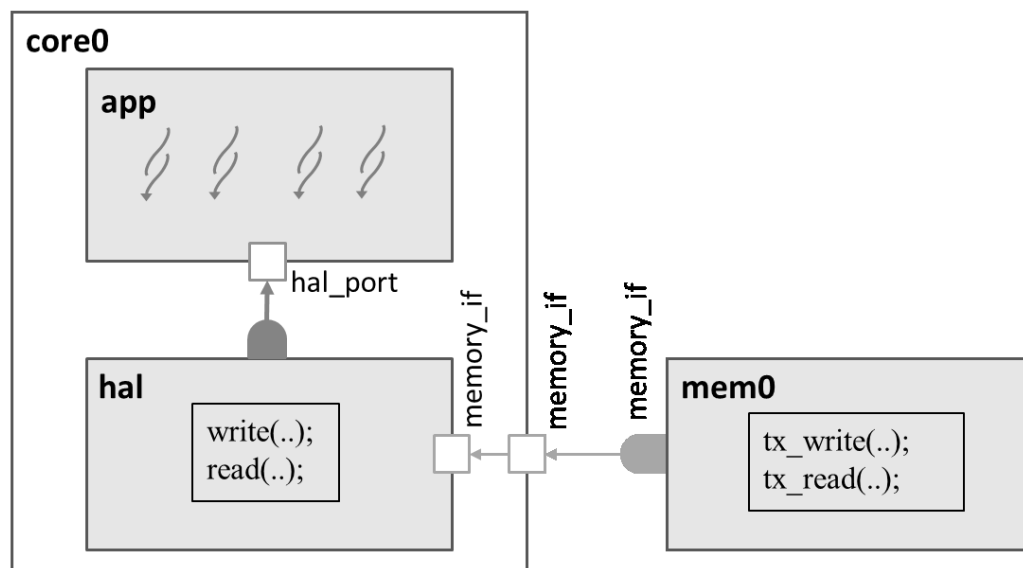 core0
app
hal_port
memory_if
memory_if
memory_if
hal
write(..);
read(..);
mem0
tx_write(..);
tx_read(..);